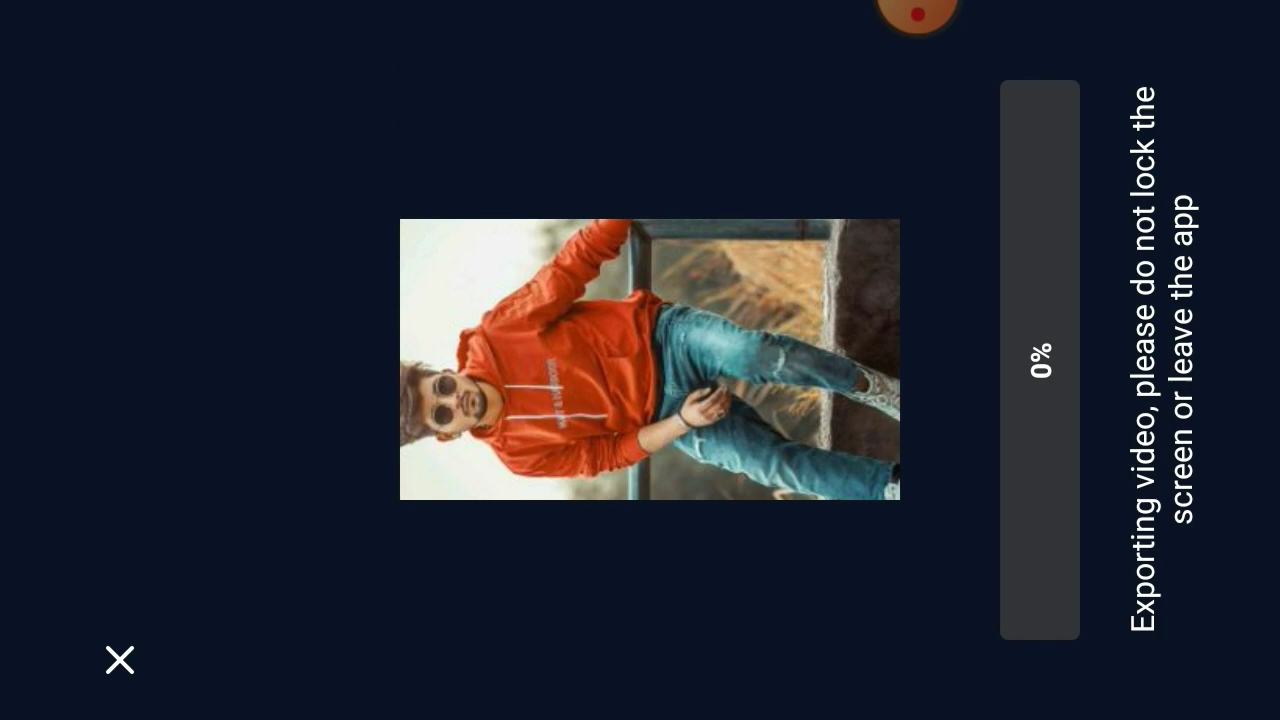 0%
Exporting video, please do not lock the
screen or leave the app